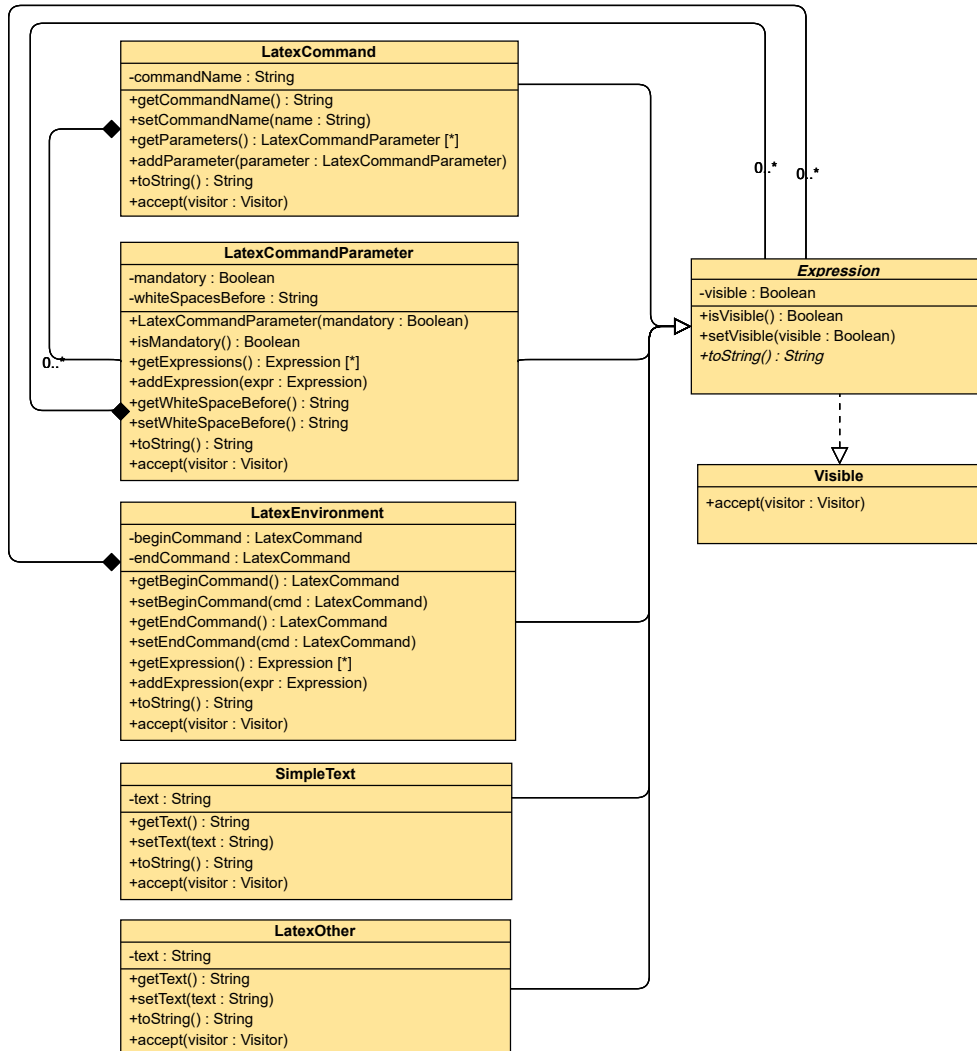 LatexCommand
-commandName : String
+getCommandName() : String
+setCommandName(name : String)
+getParameters() : LatexCommandParameter [*]
+addParameter(parameter : LatexCommandParameter)
+toString() : String
+accept(visitor : Visitor)
0..*
0..*
LatexCommandParameter
-mandatory : Boolean
-whiteSpacesBefore : String
+LatexCommandParameter(mandatory : Boolean)
+isMandatory() : Boolean
+getExpressions() : Expression [*]
+addExpression(expr : Expression)
+getWhiteSpaceBefore() : String
+setWhiteSpaceBefore() : String
+toString() : String
+accept(visitor : Visitor)
0..*
Expression
-visible : Boolean
+isVisible() : Boolean
+setVisible(visible : Boolean)
+toString() : String
Visible
+accept(visitor : Visitor)
LatexEnvironment
-beginCommand : LatexCommand
-endCommand : LatexCommand
+getBeginCommand() : LatexCommand
+setBeginCommand(cmd : LatexCommand)
+getEndCommand() : LatexCommand
+setEndCommand(cmd : LatexCommand)
+getExpression() : Expression [*]
+addExpression(expr : Expression)
+toString() : String
+accept(visitor : Visitor)
SimpleText
-text : String
+getText() : String
+setText(text : String)
+toString() : String
+accept(visitor : Visitor)
LatexOther
-text : String
+getText() : String
+setText(text : String)
+toString() : String
+accept(visitor : Visitor)